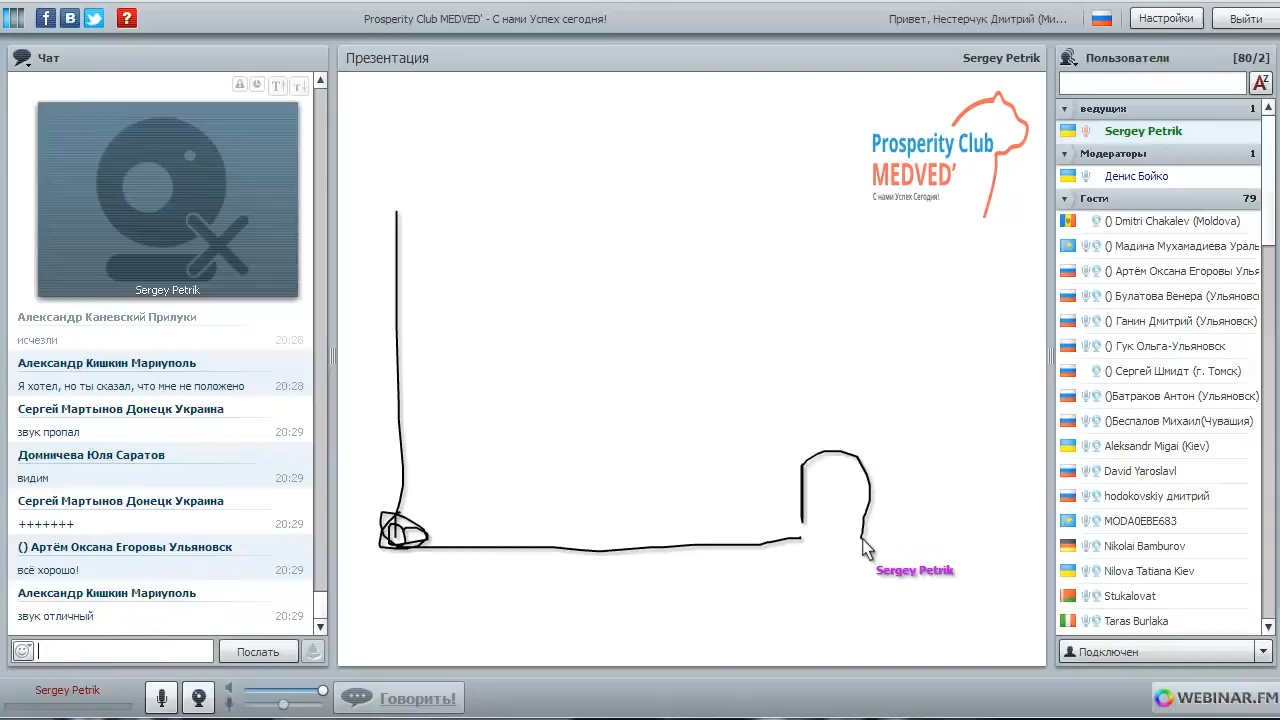 Prosperity Club MEDVED' - С нами Успех сегодня!
Привет, Нестерчук Дмитрий (Ми...
Настройки
Выйти
Чат
Sergey Petrik
Александр Каневский Прилуки
исчезли 20:28
Александр Кишкин Мариуполь
Я хотел, но ты сказал, что мне не положено 20:28
Сергей Мартынов Донецк Украина
звук пропал 20:29
Домничева Юля Саратов
видим 20:29
Сергей Мартынов Донецк Украина
+++++++ 20:29
() Артём Оксана Егоровы Ульяновск
всё хорошо! 20:29
Александр Кишкин Мариуполь
звук отличный 20:29
Послать
Презентация
Sergey Petrik
Prosperity Club
MEDVED'
С нами Успех Сегодня!
Sergey Petrik
Пользователи [80/2]
ведущих 1
Sergey Petrik
Модераторы 1
Денис Бойко
Гости 79
() Dmitri Chakalev (Moldova)
() Мадина Мухамадиева Ураль
() Артём Оксана Егоровы Улья
() Булатова Венера (Ульяновс
() Ганин Дмитрий (Ульяновск)
() Гук Ольга-Ульяновск
() Сергей Шмидт (г. Томск)
()Батраков Антон (Ульяновск)
()Беспалов Михаил(Чувашия)
Aleksandr Migai (Kiev)
David Yaroslavl
hodokovskiy дмитрий
MODA0EBE683
Nikolai Bamburov
Nilova Tatiana Kiev
Stukalovat
Taras Burlaka
Подключен
Sergey Petrik
Говорить!
WEBINAR.FM